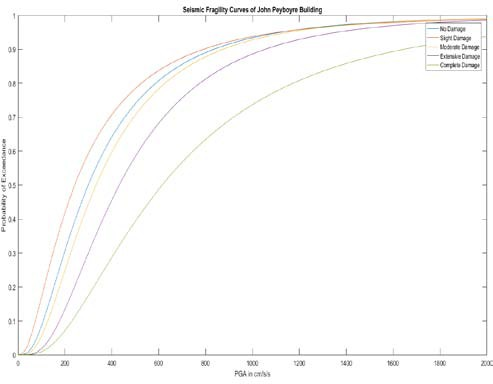 Seismic Fragility Curves of John Peyboyre Building
1
0.9
0.8
0.7
0.6
0.5
0.4
0.3
0.2
0.1
0
Probability of Exceedance
No Damage
Slight Damage
Moderate Damage
Extensive Damage
Complete Damage
0 200 400 600 800 1000 1200 1400 1600 1800 2000
PGA in cm/s/s